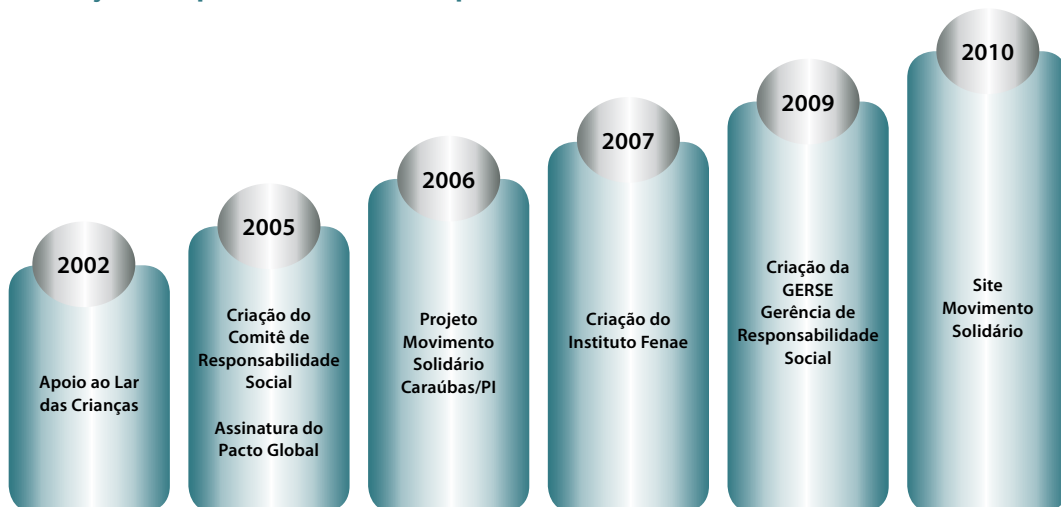 2002
Apoio ao Lar
das Crianças
2005
Criação do
Comitê de
Responsabilidade
Social
Assinatura do
Pacto Global
2006
Projeto
Movimento
Solidário
Caraúbas/PI
2007
Criação do
Instituto Fenae
2009
Criação da
GERSE
Gerência de
Responsabilidade
Social
2010
Site
Movimento
Solidário